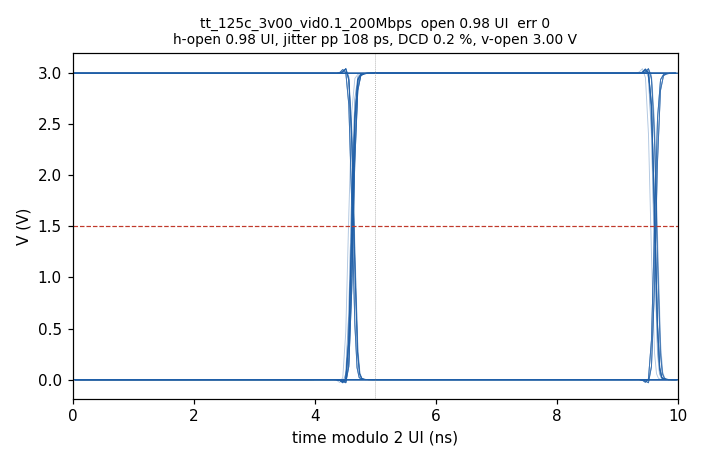 tt_125c_3v00_vid0.1_200Mbps  open 0.98 UI  err 0
h-open 0.98 UI, jitter pp 108 ps, DCD 0.2 %, v-open 3.00 V
3.0
2.5
2.0
1.5
1.0
0.5
0.0
V (V)
0 2 4 6 8 10
time modulo 2 UI (ns)